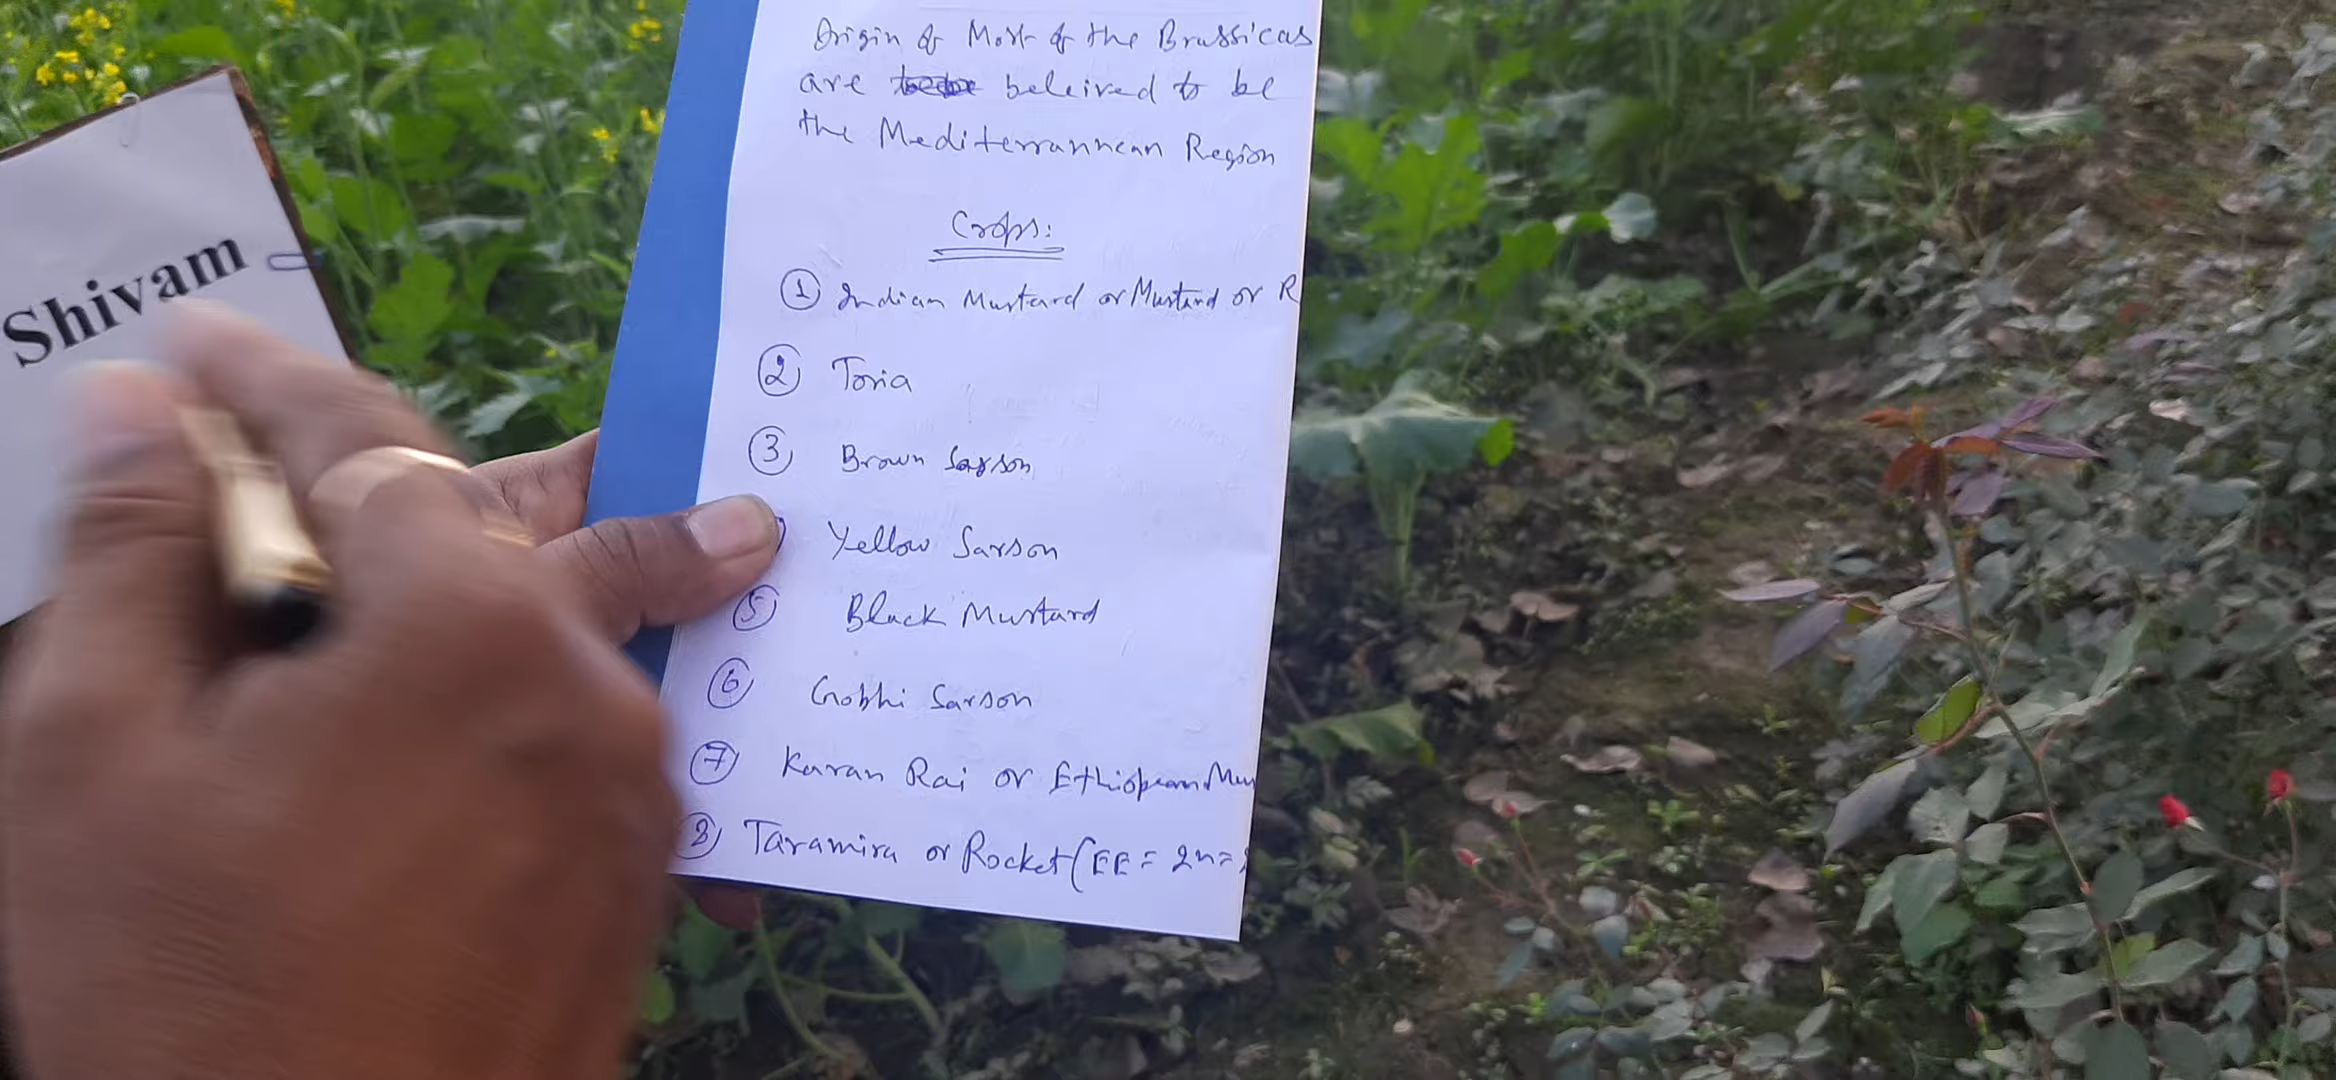 Shivam
Origin of Most of the Brassicas
are beleived to be
the Mediterrannean Region
Crops:
1 Indian Mustard or Mustard or R
2 Toria
3 Brown Sarson
Yellow Sarson
5 Black Mustard
6 Gobhi Sarson
7 Karan Rai or Ethiopean Mus
8 Taramira or Rocket (EE = 2n =